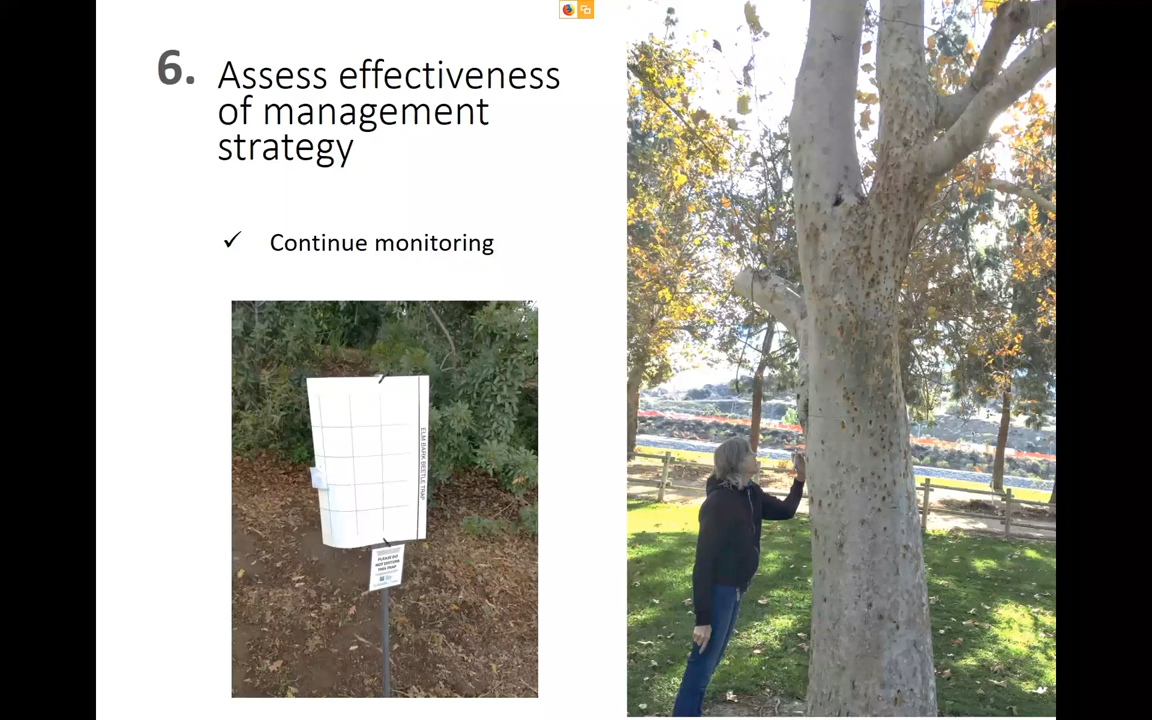 6. Assess effectiveness
of management
strategy
✓ Continue monitoring
ELM BARK BEETLE TRAP
PLEASE DO
NOT DISTURB
THIS TRAP